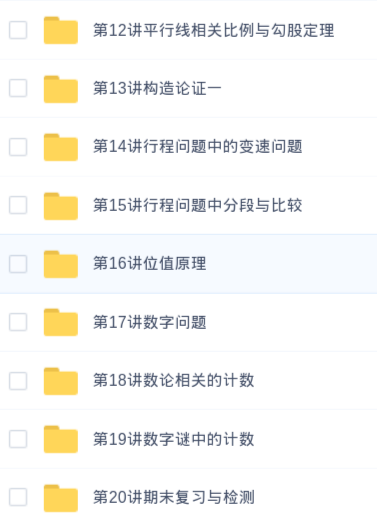 第12讲平行线相关比例与勾股定理
第13讲构造论证一
第14讲行程问题中的变速问题
第15讲行程问题中分段与比较
第16讲位值原理
第17讲数字问题
第18讲数论相关的计数
第19讲数字谜中的计数
第20讲期末复习与检测